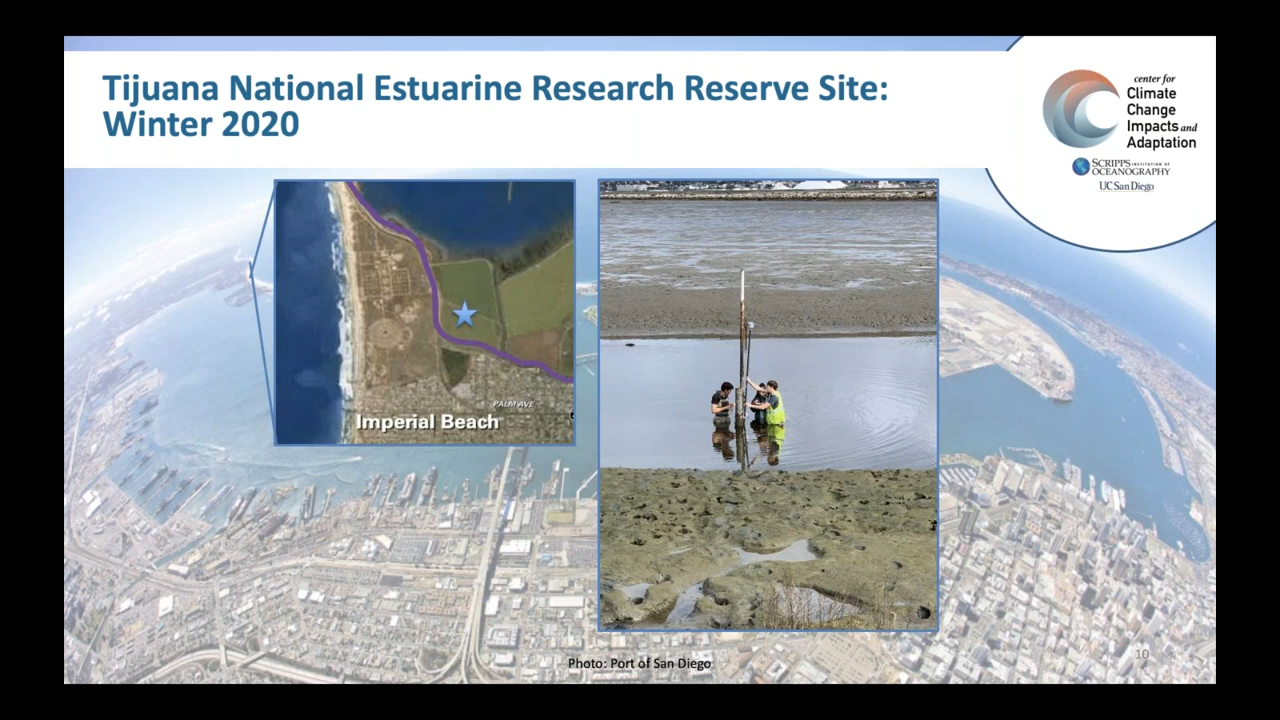 Tijuana National Estuarine Research Reserve Site:
Winter 2020
center for
Climate
Change
Impacts and
Adaptation
SCRIPPS INSTITUTION OF
OCEANOGRAPHY
UC San Diego
PALM AVE
Imperial Beach
Photo: Port of San Diego
10